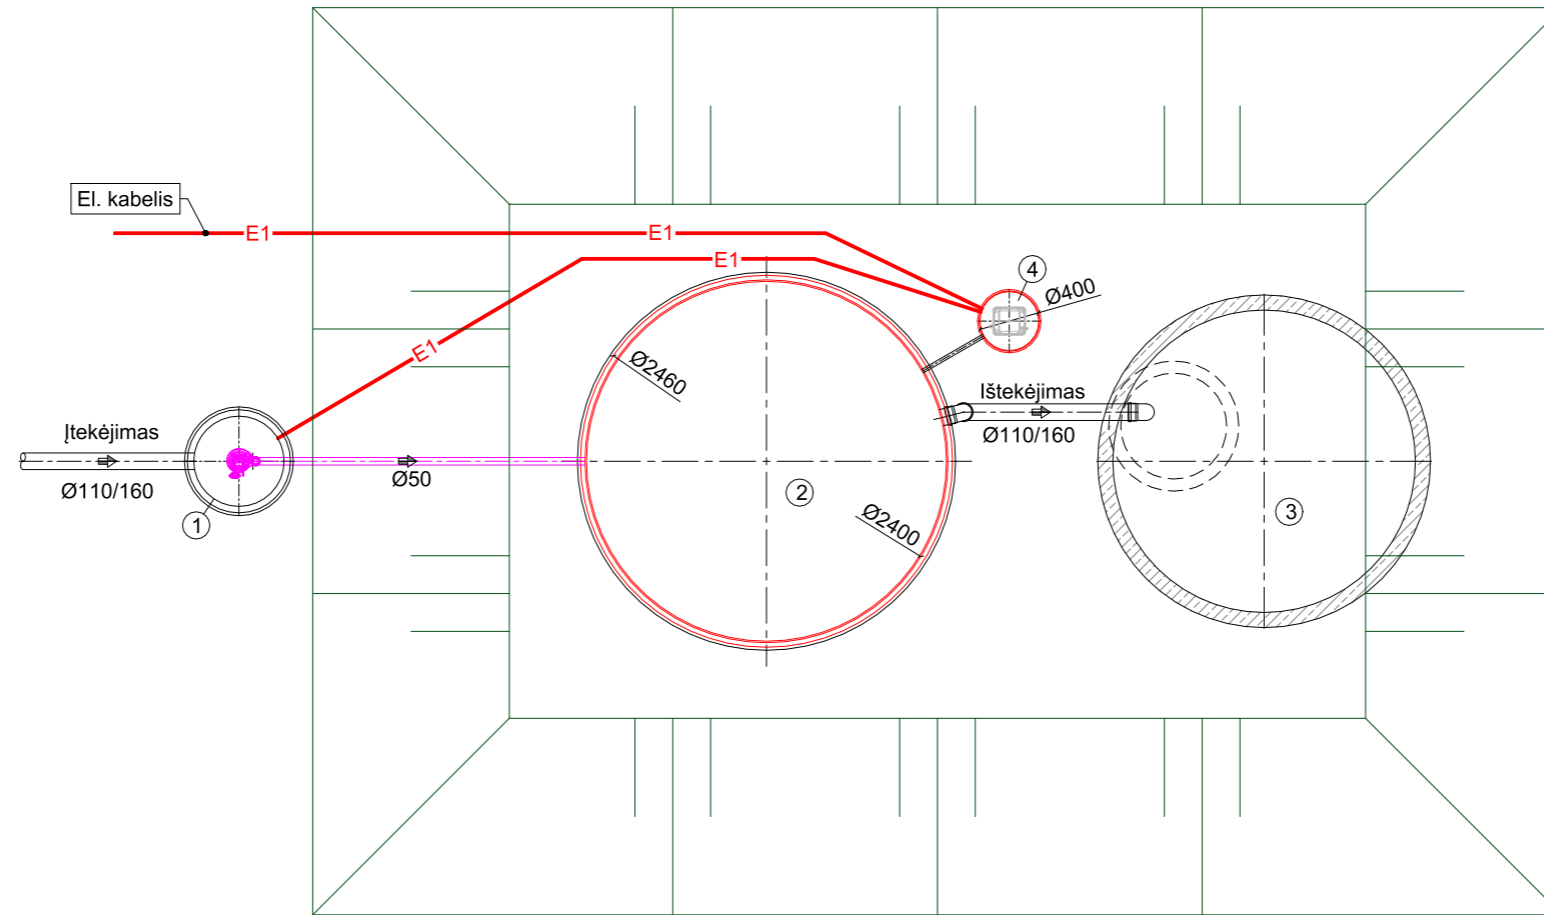 El. kabelis
E1
E1
E1
E1
4
Ø400
Ø2460
Ištekėjimas
Ø110/160
Įtekėjimas
Ø110/160
Ø50
1
2
Ø2400
3